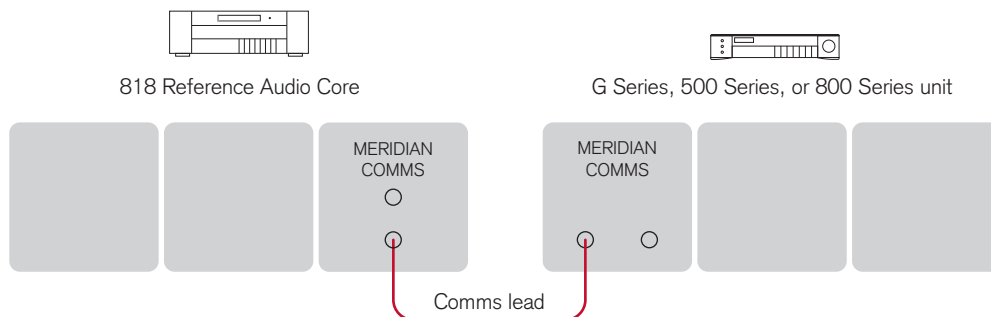 818 Reference Audio Core
G Series, 500 Series, or 800 Series unit
MERIDIAN
COMMS
MERIDIAN
COMMS
Comms lead